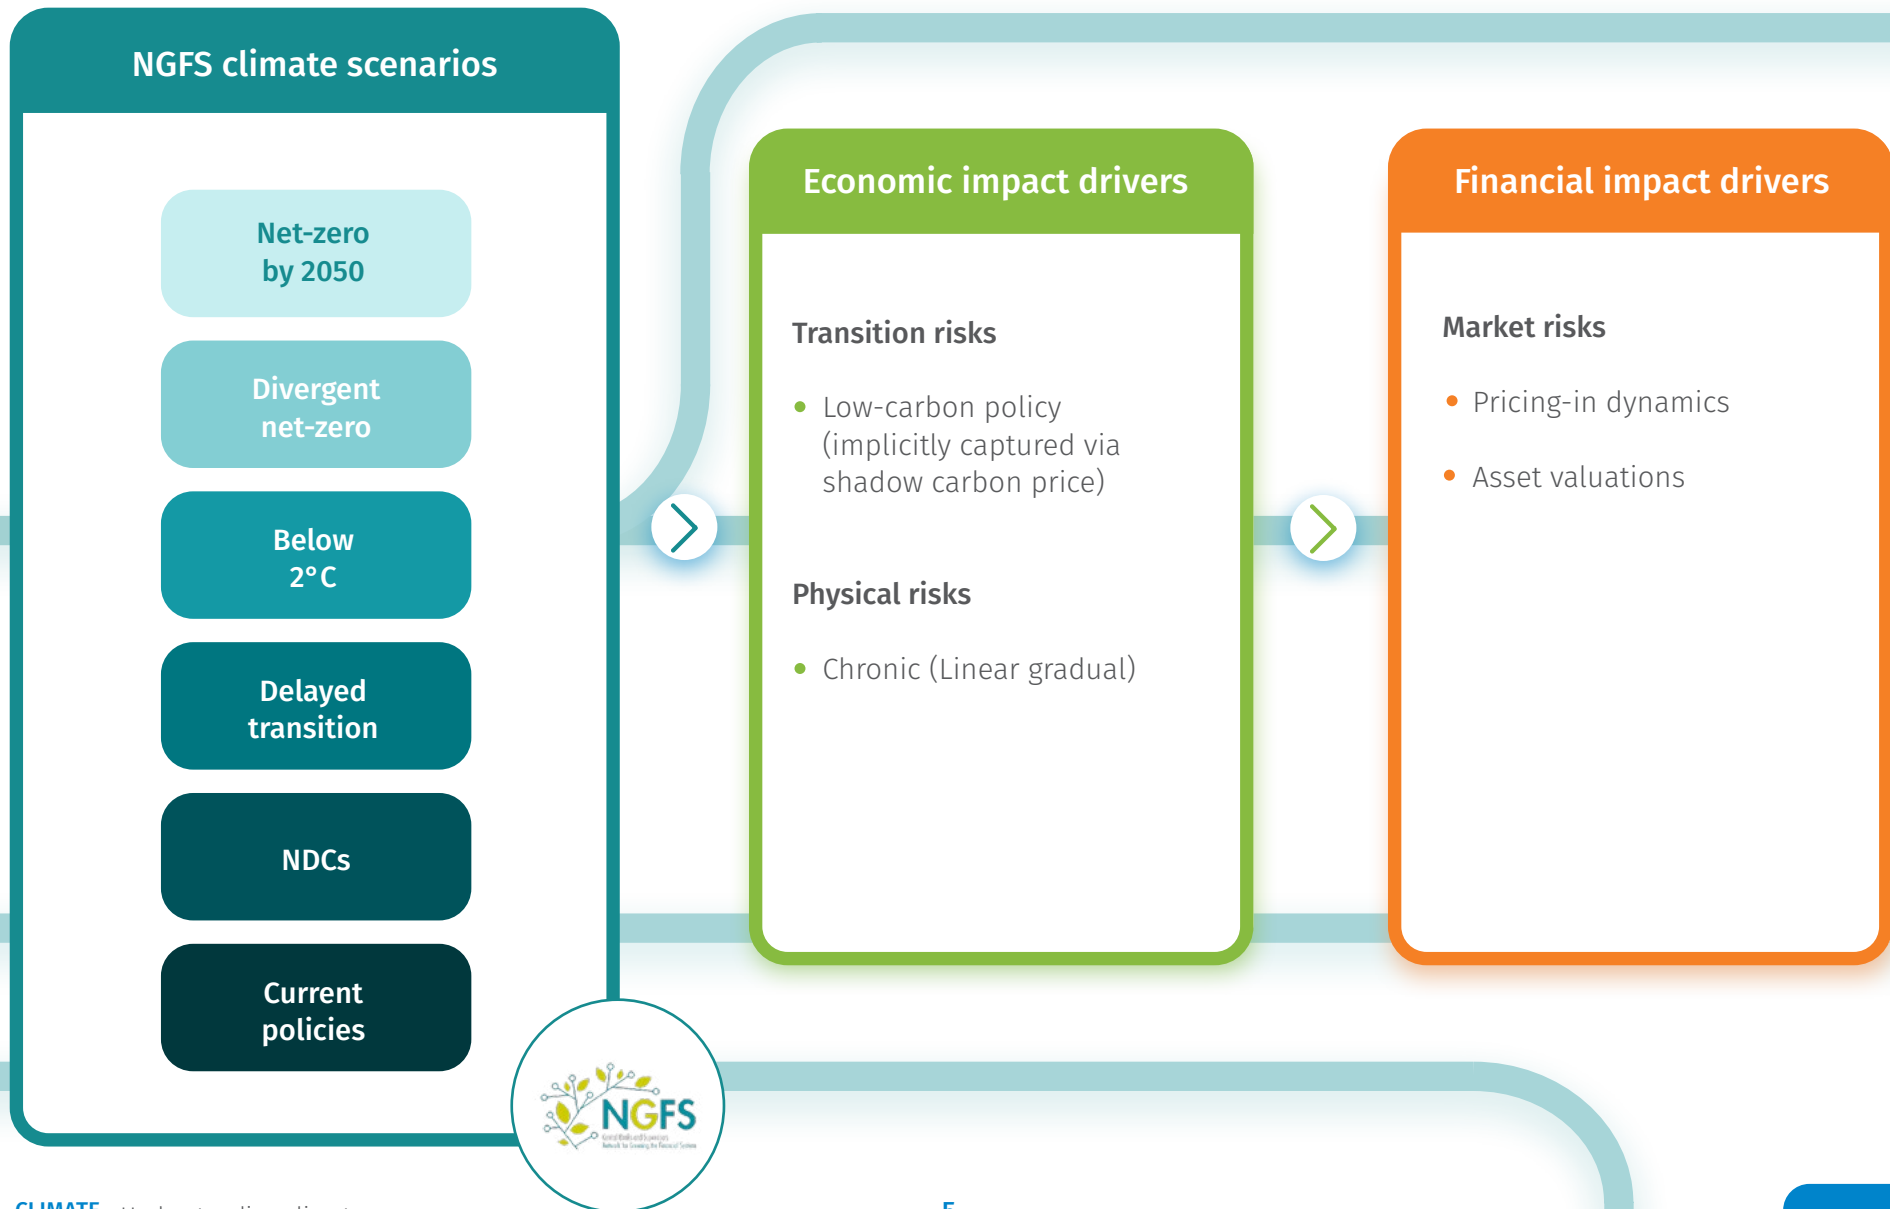 NGFS climate scenarios
Net-zero
by 2050
Divergent
net-zero
Below
2°C
Delayed
transition
NDCs
Current
policies
NGFS
Economic impact drivers
Transition risks
• Low-carbon policy
(implicitly captured via
shadow carbon price)
Physical risks
• Chronic (Linear gradual)
Financial impact drivers
Market risks
• Pricing-in dynamics
• Asset valuations